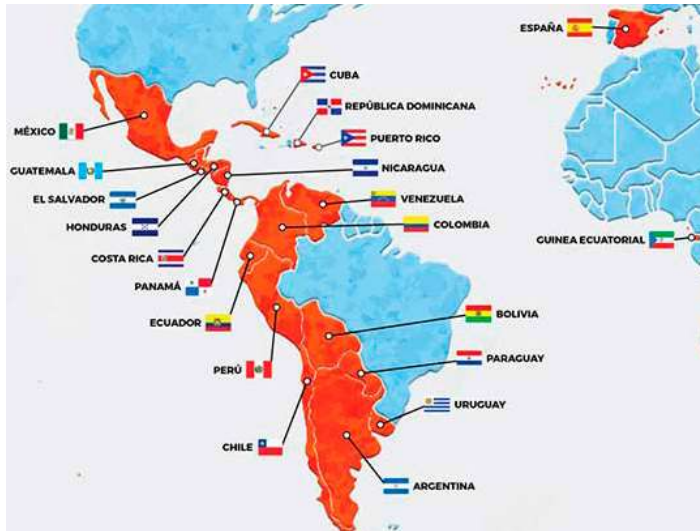 ESPAÑA
CUBA
REPÚBLICA DOMINICANA
MÉXICO
PUERTO RICO
GUATEMALA
NICARAGUA
EL SALVADOR
VENEZUELA
HONDURAS
COLOMBIA
GUINEA ECUATORIAL
COSTA RICA
PANAMÁ
ECUADOR
BOLIVIA
PARAGUAY
PERÚ
URUGUAY
CHILE
ARGENTINA